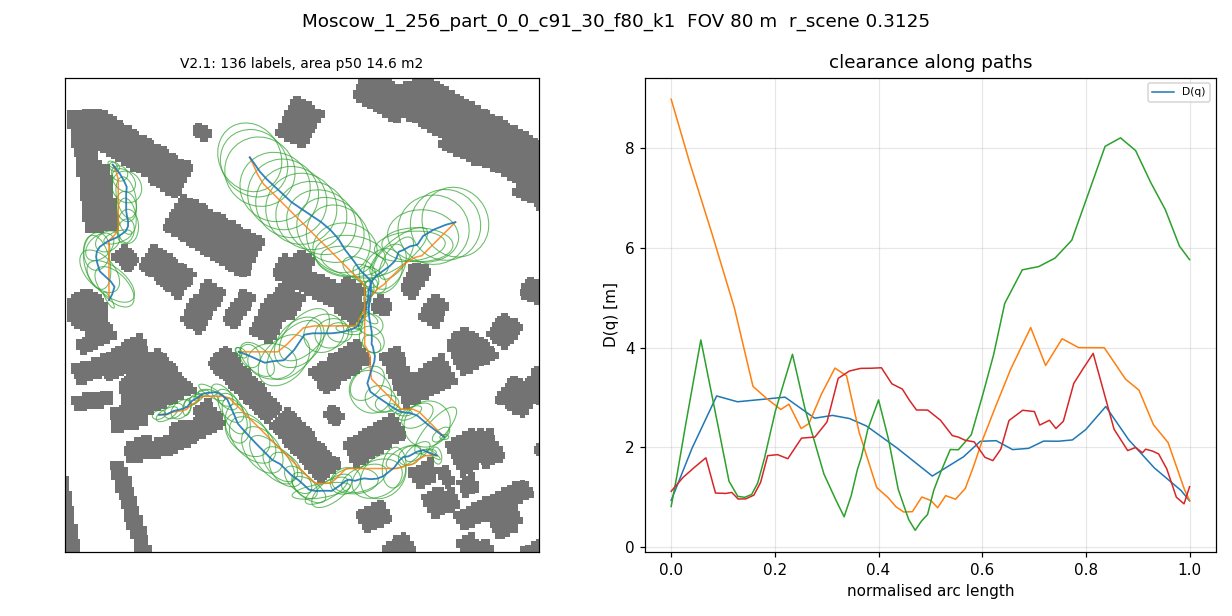 Moscow_1_256_part_0_0_c91_30_f80_k1  FOV 80 m  r_scene 0.3125
V2.1: 136 labels, area p50 14.6 m2
clearance along paths
D(q)
D(q) [m]
8
6
4
2
0
0.0 0.2 0.4 0.6 0.8 1.0
normalised arc length